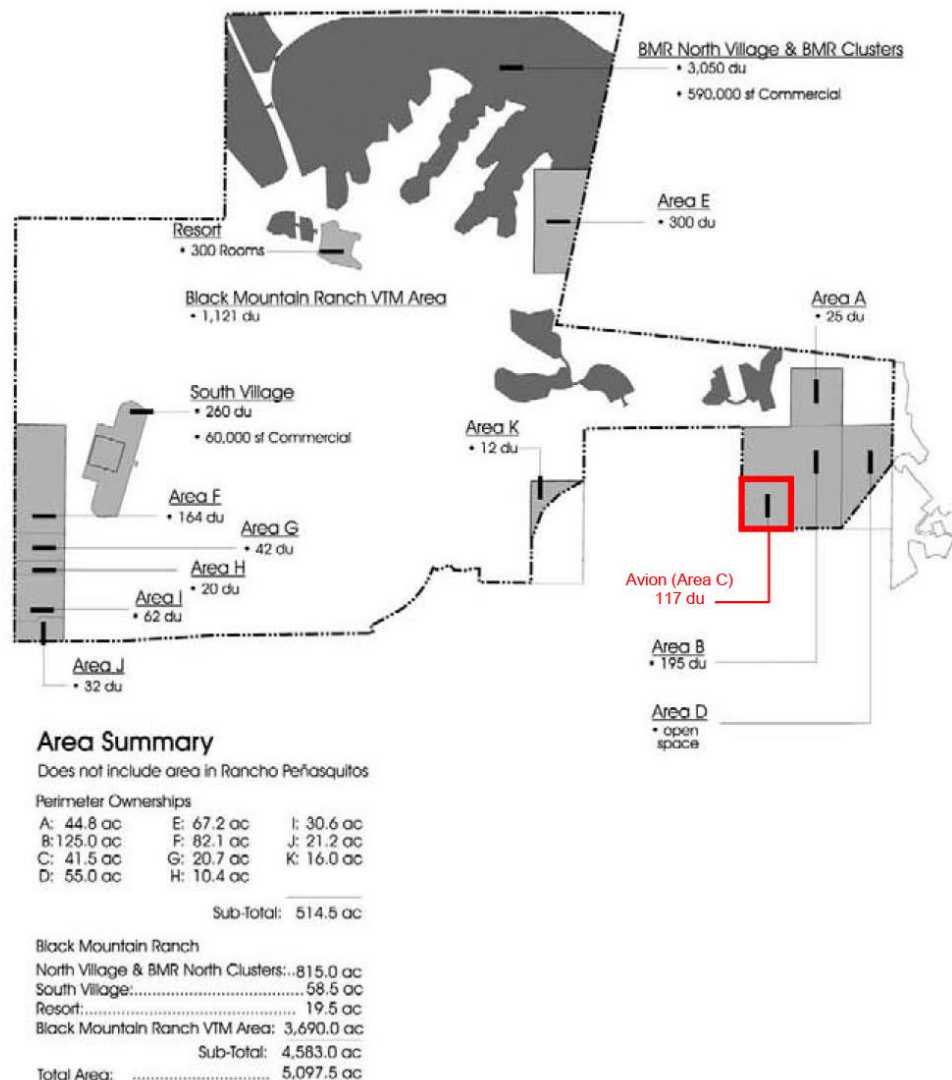 BMR North Village & BMR Clusters
• 3,050 du
• 590,000 sf Commercial
Area E
• 300 du
Resort
• 300 Rooms
Black Mountain Ranch VTM Area
• 1,121 du
Area A
• 25 du
South Village
• 260 du
• 60,000 sf Commercial
Area K
• 12 du
Area F
• 164 du
Area G
• 42 du
Area H
• 20 du
Area I
• 62 du
Area J
• 32 du
Avion (Area C)
117 du
Area B
• 195 du
Area D
• open
space
Area Summary
Does not include area in Rancho Peñasquitos
Perimeter Ownerships
A: 44.8 ac E: 67.2 ac I: 30.6 ac
B:125.0 ac F: 82.1 ac J: 21.2 ac
C: 41.5 ac G: 20.7 ac K: 16.0 ac
D: 55.0 ac H: 10.4 ac
Sub-Total: 514.5 ac
Black Mountain Ranch
North Village & BMR North Clusters:..815.0 ac
South Village:.............................. 58.5 ac
Resort:....................................... 19.5 ac
Black Mountain Ranch VTM Area: 3,690.0 ac
Sub-Total: 4,583.0 ac
Total Area: ........................ 5,097.5 ac